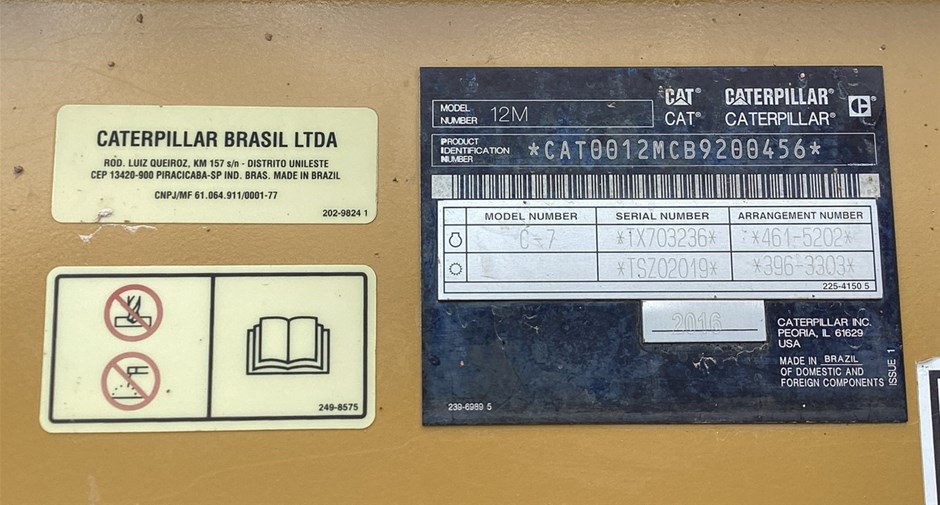 CATERPILLAR BRASIL LTDA
ROD. LUIZ QUEIROZ, KM 157 s/n - DISTRITO UNILESTE
CEP 13420-900 PIRACICABA-SP IND. BRAS. MADE IN BRAZIL
CNPJ/MF 61.064.911/0001-77
202-9824 1
249-8575
CAT® CATERPILLAR®
CAT® CATERPILLAR®
MODEL NUMBER 12M
PRODUCT IDENTIFICATION NUMBER *CAT0012MCB9200456*
MODEL NUMBER SERIAL NUMBER ARRANGEMENT NUMBER
C-7 *TX703236* *461-5202*
*TSZ02019* *396-3303*
225-4150 5
2016
CATERPILLAR INC.
PEORIA, IL 61629
USA
MADE IN BRAZIL
OF DOMESTIC AND
FOREIGN COMPONENTS
ISSUE 1
239-6989 5